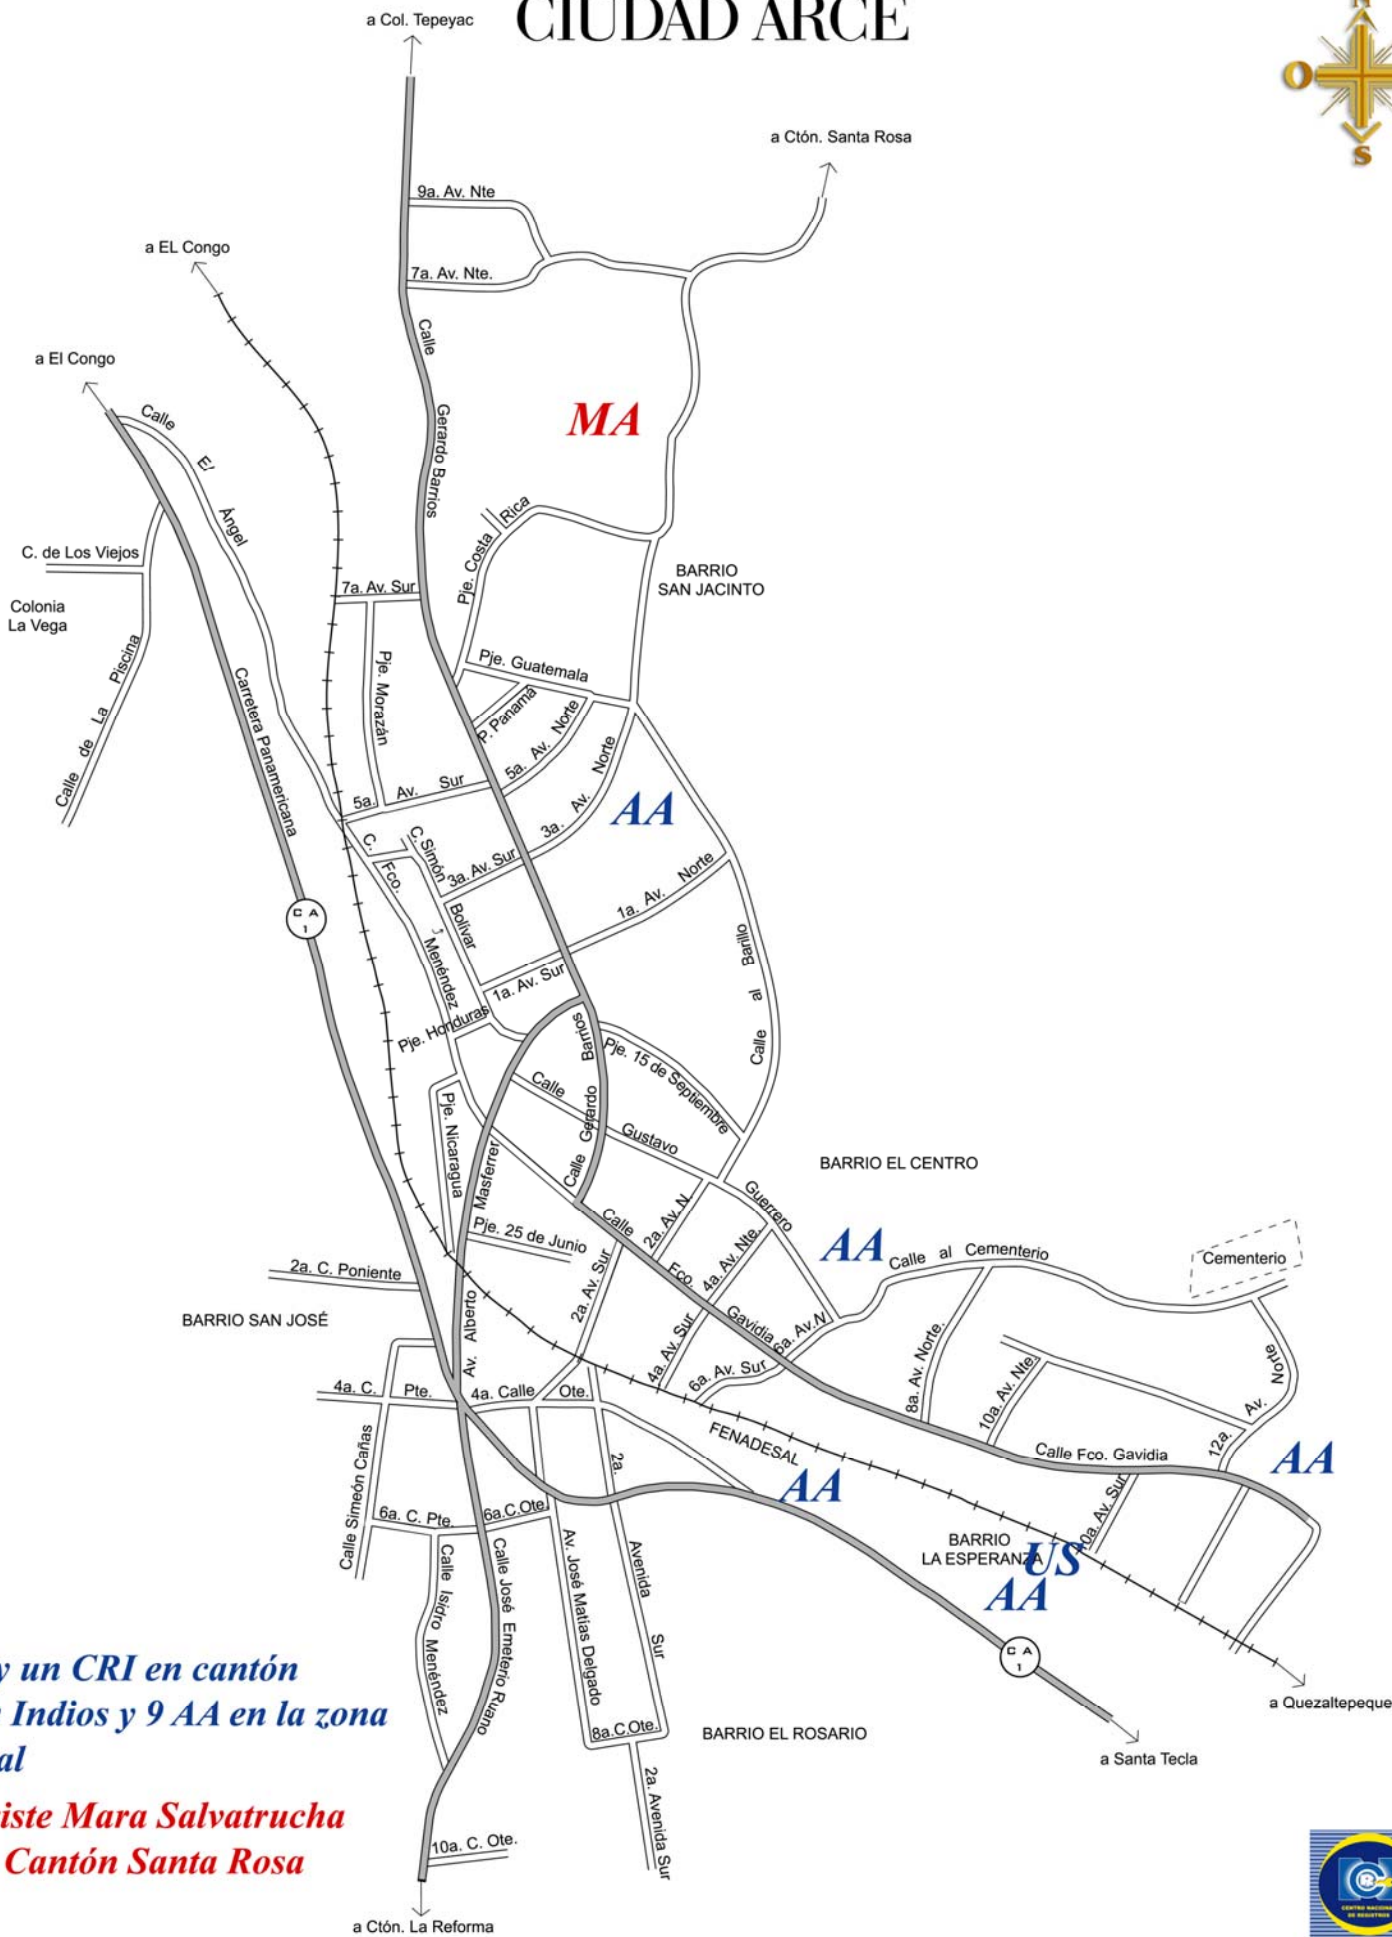 CIUDAD ARCE
a Col. Tepeyac
O
S
a Ctón. Santa Rosa
9a. Av. Nte
a EL Congo
7a. Av. Nte.
Calle
a El Congo
Calle
El
Ángel
Gerardo Barrios
MA
Rica
Pje. Costa
C. de Los Viejos
Colonia
La Vega
7a. Av. Sur
BARRIO
SAN JACINTO
Calle de La Piscina
Pje. Morazán
Pje. Guatemala
P. Panamá
Carretera Panamericana
5a. Av. Norte
5a. Av. Sur
3a. Av. Norte
AA
C. Simón
Bolívar
3a. Av. Sur
C. Fco.
Menéndez
1a. Av. Norte
C A
1
1a. Av. Sur
Calle al Barillo
Pje. Honduras
Barrios
Pje. 15 de Septiembre
Calle
Gerardo
Calle
Gustavo
Guerrero
Pje. Nicaragua
Masferrer
BARRIO EL CENTRO
Pje. 25 de Junio
Calle
2a. Av. N.
2a. Av. Sur
4a. Av. Nte.
AA
Calle al Cementerio
Cementerio
2a. C. Poniente
Fco.
Gavidia
BARRIO SAN JOSÉ
Av. Alberto
4a. Av. Sur
6a. Av.N
6a. Av. Sur
8a. Av. Norte.
10a. Av. Nte.
12a. Av. Norte
4a. C. Pte.
4a. Calle Ote.
Calle Simeón Cañas
FENADESAL
Calle Fco. Gavidia
AA
AA
2a. Avenida Sur
6a. C. Pte.
6a.C.Ote.
BARRIO
LA ESPERANZA
US
AA
Calle Isidro Menéndez
Calle José Emeterio Ruano
Av. José Matias Delgado
C A
1
y un CRI en cantón
Indios y 9 AA en la zona
al
8a.C.Ote.
BARRIO EL ROSARIO
a Quezaltepeque
a Santa Tecla
2a. Avenida Sur
iste Mara Salvatrucha
Cantón Santa Rosa
10a. C. Ote.
a Ctón. La Reforma